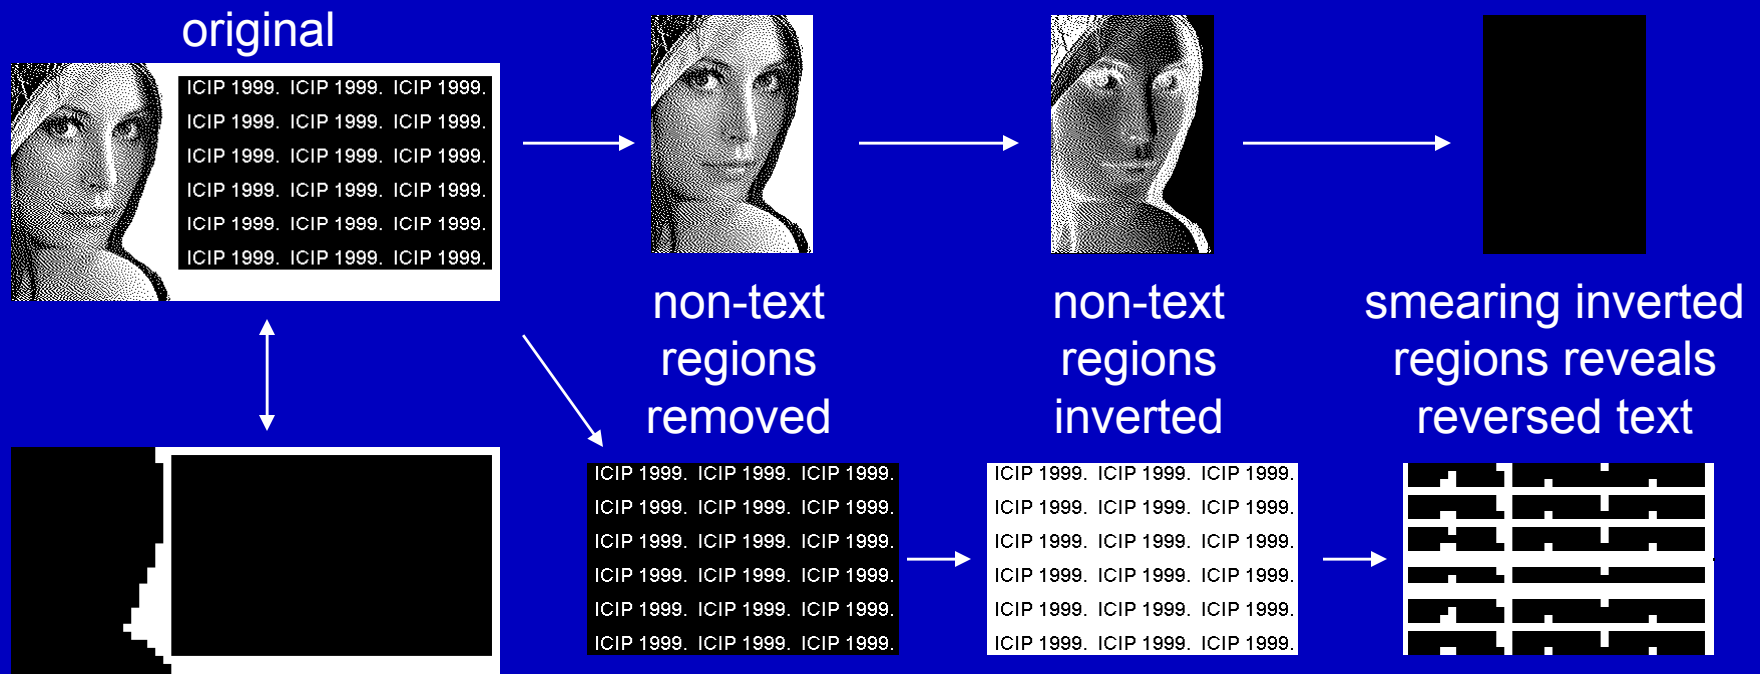 original
ICIP 1999. ICIP 1999. ICIP 1999.
ICIP 1999. ICIP 1999. ICIP 1999.
ICIP 1999. ICIP 1999. ICIP 1999.
ICIP 1999. ICIP 1999. ICIP 1999.
ICIP 1999. ICIP 1999. ICIP 1999.
ICIP 1999. ICIP 1999. ICIP 1999.
non-text
regions
removed
non-text
regions
inverted
smearing inverted
regions reveals
reversed text
ICIP 1999. ICIP 1999. ICIP 1999.
ICIP 1999. ICIP 1999. ICIP 1999.
ICIP 1999. ICIP 1999. ICIP 1999.
ICIP 1999. ICIP 1999. ICIP 1999.
ICIP 1999. ICIP 1999. ICIP 1999.
ICIP 1999. ICIP 1999. ICIP 1999.
ICIP 1999. ICIP 1999. ICIP 1999.
ICIP 1999. ICIP 1999. ICIP 1999.
ICIP 1999. ICIP 1999. ICIP 1999.
ICIP 1999. ICIP 1999. ICIP 1999.
ICIP 1999. ICIP 1999. ICIP 1999.
ICIP 1999. ICIP 1999. ICIP 1999.